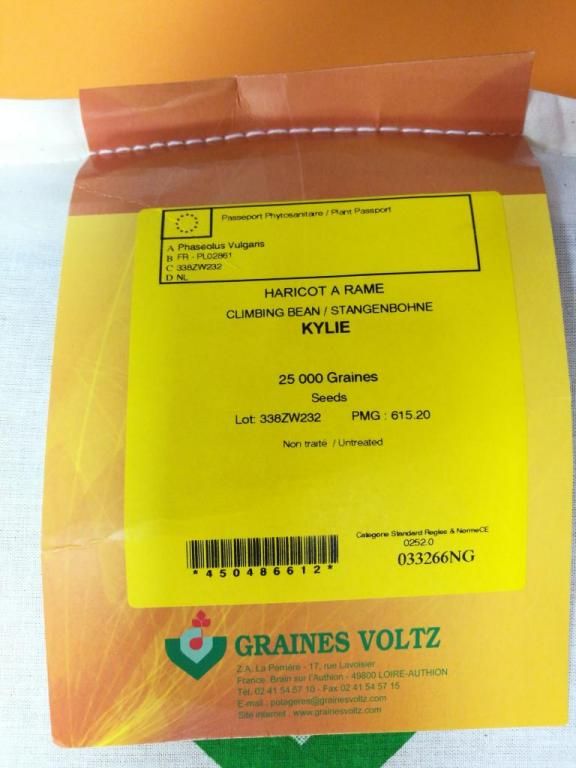 Passeport Phytosanitaire / Plant Passport
A Phaseolus Vulgaris
B FR - PL02861
C 338ZW232
D NL
HARICOT A RAME
CLIMBING BEAN / STANGENBOHNE
KYLIE
25 000 Graines
Seeds
Lot: 338ZW232 PMG : 615.20
Non traité / Untreated
Categorie Standard Regles & NormeCE
0252.0
033266NG
*450486612*
GRAINES VOLTZ
Z.A. La Perrière - 17, rue Lavoisier
France. Brain sur l'Authion - 49800 LOIRE-AUTHION
Tél. 02 41 54 57 10 - Fax 02 41 54 57 15
E-mail : potageres@grainesvoltz.com
Site internet : www.grainesvoltz.com